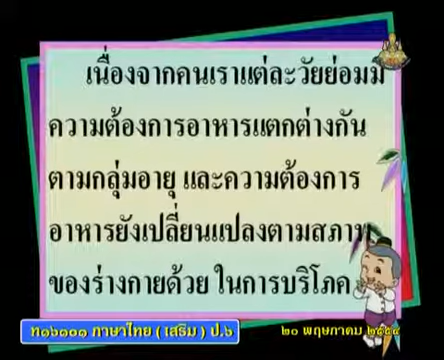 เนื่องจากคนเราแต่ละวัยย่อมมี
ความต้องการอาหารแตกต่างกัน
ตามกลุ่มอายุ และความต้องการ
อาหารยังเปลี่ยนแปลงตามสภาพ
ของร่างกายด้วย ในการบริโภค
ท๑๖๑๐๑ ภาษาไทย ( เสริม ) ป.๖
๒๐ พฤษภาคม ๒๕๕๔